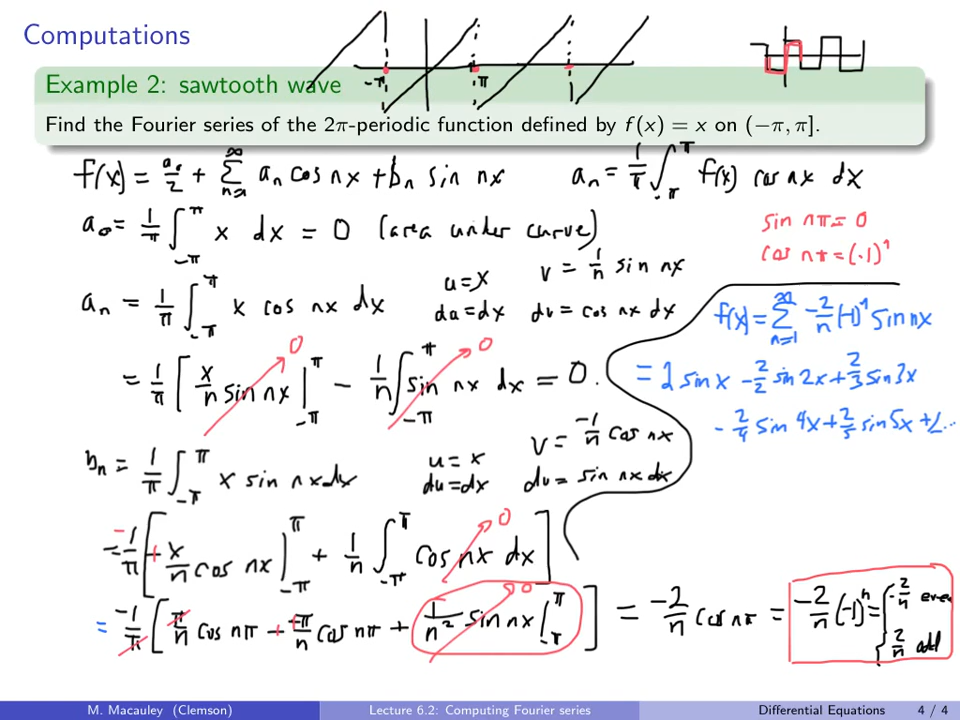 Computations
-π π
Example 2: sawtooth wave
Find the Fourier series of the 2π-periodic function defined by f(x) = x on (−π, π].
f(x) = a₀/2 + ∑_{n=1}^{∞} aₙ cos nx + bₙ sin nx    aₙ = 1/π ∫_{-π}^{π} f(x) cos nx dx
a₀ = 1/π ∫_{-π}^{π} x dx = 0 (area under curve)
sin nπ = 0
cos nπ = (-1)ⁿ
aₙ = 1/π ∫_{-π}^{π} x cos nx dx
u = x    v = 1/n sin nx
du = dx    dv = cos nx dx
= 1/π [ x/n sin nx |_{-π}^{π} − 1/n ∫_{-π}^{π} sin nx dx = 0.
0 0
f(x) = ∑_{n=1}^{∞} -2/n (-1)ⁿ sin nx
= 2 sin x − 2/2 sin 2x + 2/3 sin 3x
− 2/4 sin 4x + 2/5 sin 5x + ...
bₙ = 1/π ∫_{-π}^{π} x sin nx dx
u = x    v = -1/n cos nx
du = dx    dv = sin nx dx
= -1/π [ + x/n cos nx ]_{-π}^{π} + 1/n ∫_{-π}^{π} cos nx dx ]
0
= -1/π [ π/n cos nπ + -π/n cos nπ + 1/n² sin nx |_{-π}^{π} ] = -2/n cos nπ = -2/n (-1)ⁿ = { -2/n even
0
2/n odd
M. Macauley (Clemson)
Lecture 6.2: Computing Fourier series
Differential Equations
4 / 4